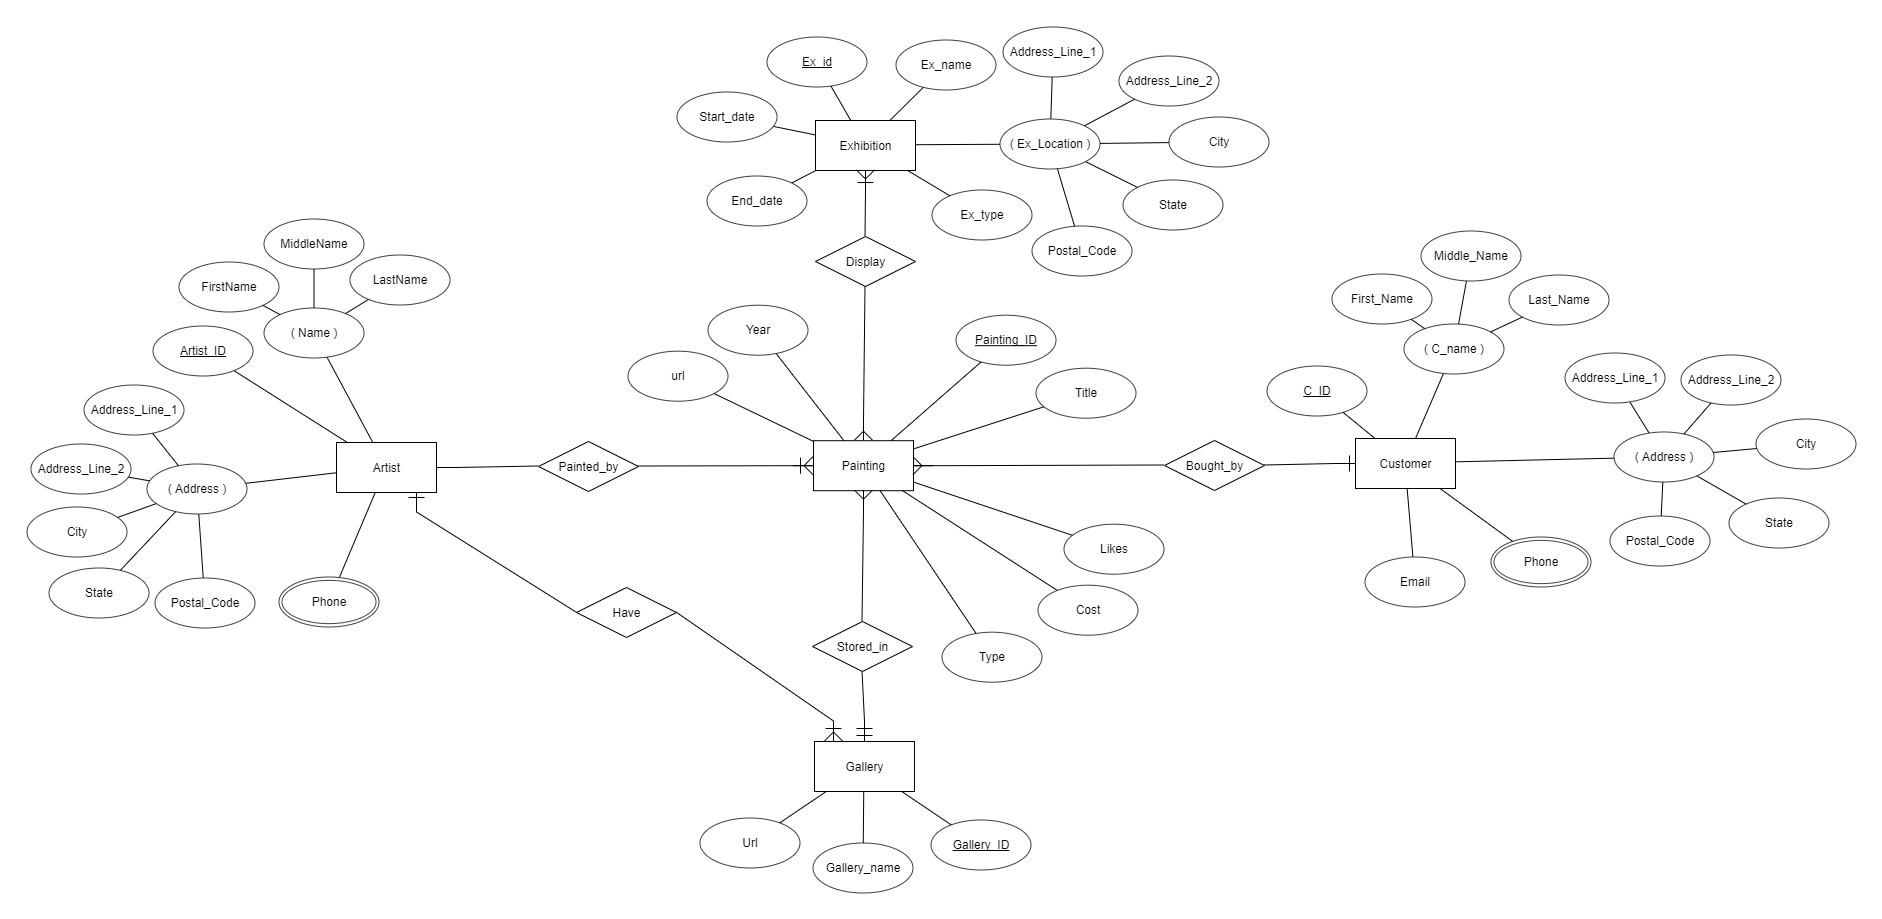 Address_Line_1
Ex_id
Ex_name
Address_Line_2
Start_date
Exhibition
( Ex_Location )
City
End_date
Ex_type
State
Postal_Code
MiddleName
Display
Middle_Name
FirstName
LastName
First_Name
Last_Name
( Name )
Year
Painting_ID
( C_name )
Artist_ID
url
Title
C_ID
Address_Line_1
Address_Line_2
Address_Line_1
Address_Line_2
Artist
Painted_by
Painting
Bought_by
Customer
( Address )
City
( Address )
City
State
Postal_Code
Phone
Likes
Email
Phone
Postal_Code
State
Have
Cost
Stored_in
Type
Gallery
Url
Gallery_name
Gallery_ID